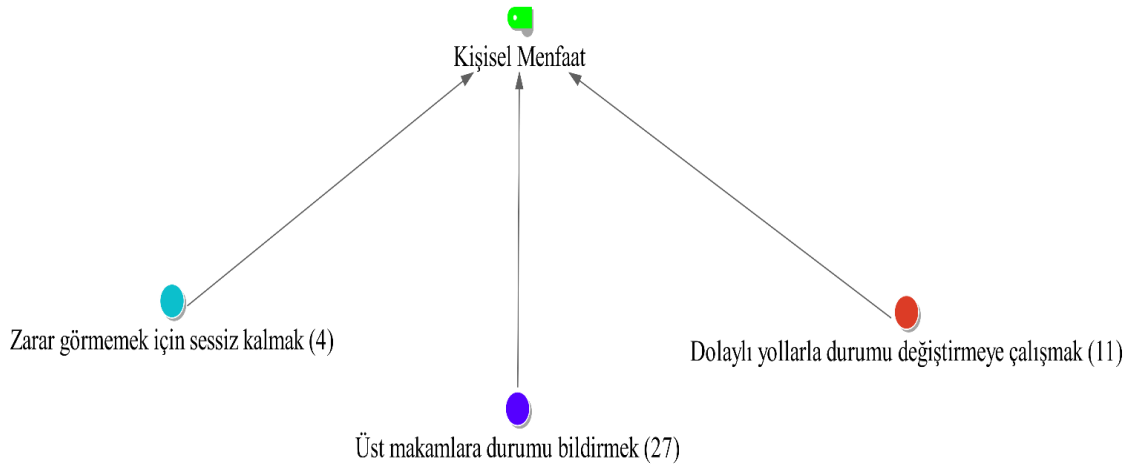 Kişisel Menfaat
Zarar görmemek için sessiz kalmak (4)
Dolaylı yollarla durumu değiştirmeye çalışmak (11)
Üst makamlara durumu bildirmek (27)